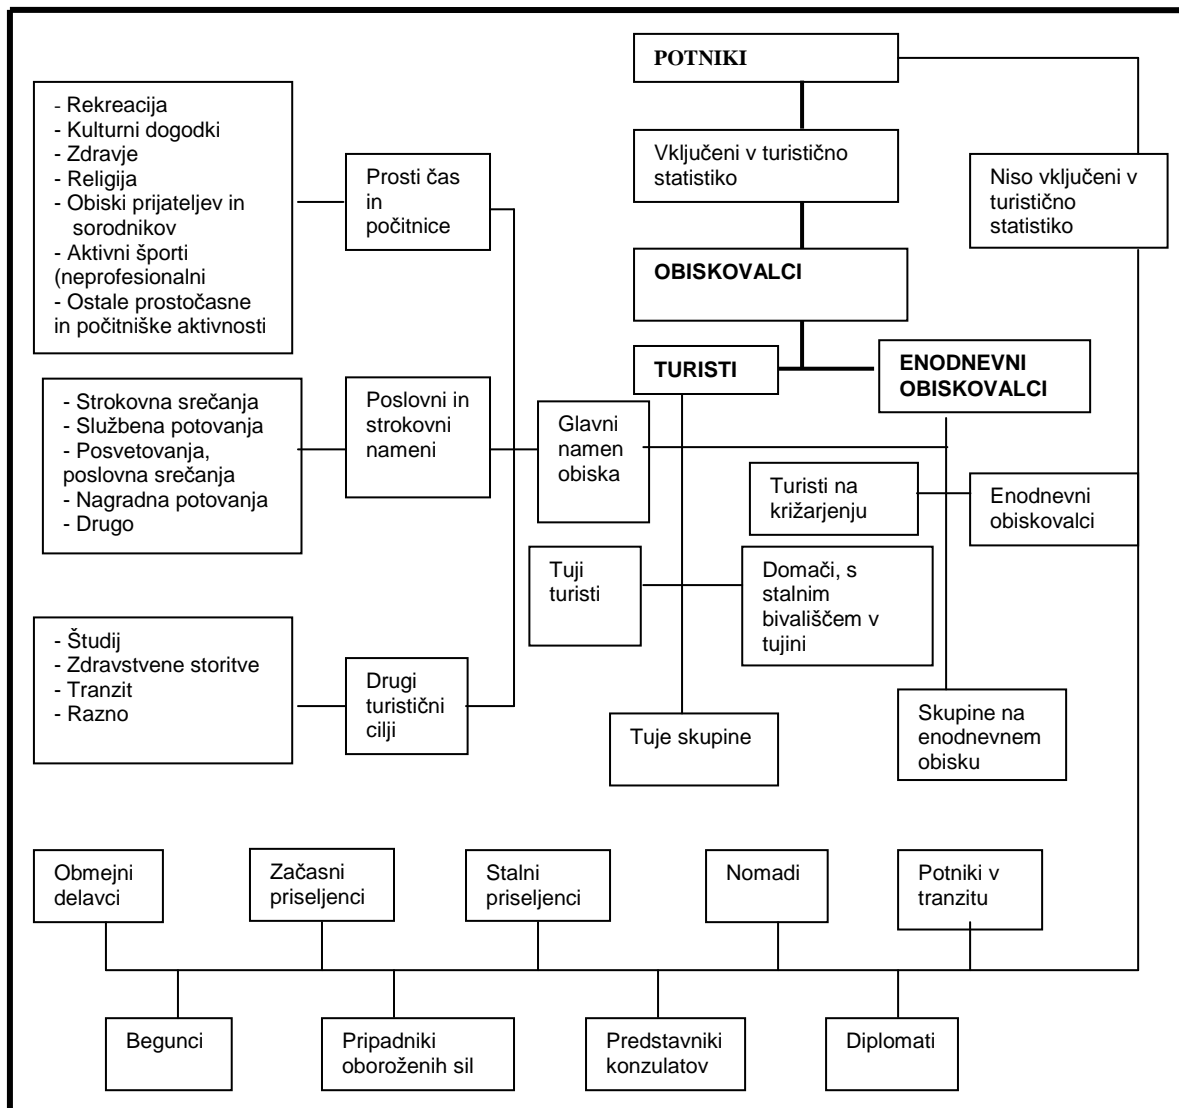 POTNIKI
- Rekreacija
- Kulturni dogodki
- Zdravje
- Religija
- Obiski prijateljev in
sorodnikov
- Aktivni športi
(neprofesionalni
- Ostale prostočasne
in počitniške aktivnosti
Prosti čas
in
počitnice
Vključeni v turistično
statistiko
Niso vključeni v
turistično
statistiko
OBISKOVALCI
TURISTI
ENODNEVNI
OBISKOVALCI
- Strokovna srečanja
- Službena potovanja
- Posvetovanja,
poslovna srečanja
- Nagradna potovanja
- Drugo
Poslovni in
strokovni
nameni
Glavni
namen
obiska
Turisti na
križarjenju
Enodnevni
obiskovalci
Tuji
turisti
Domači, s
stalnim
bivališčem v
tujini
- Študij
- Zdravstvene storitve
- Tranzit
- Razno
Drugi
turistični
cilji
Tuje skupine
Skupine na
enodnevnem
obisku
Obmejni
delavci
Začasni
priseljenci
Stalni
priseljenci
Nomadi
Potniki v
tranzitu
Begunci
Pripadniki
oboroženih sil
Predstavniki
konzulatov
Diplomati